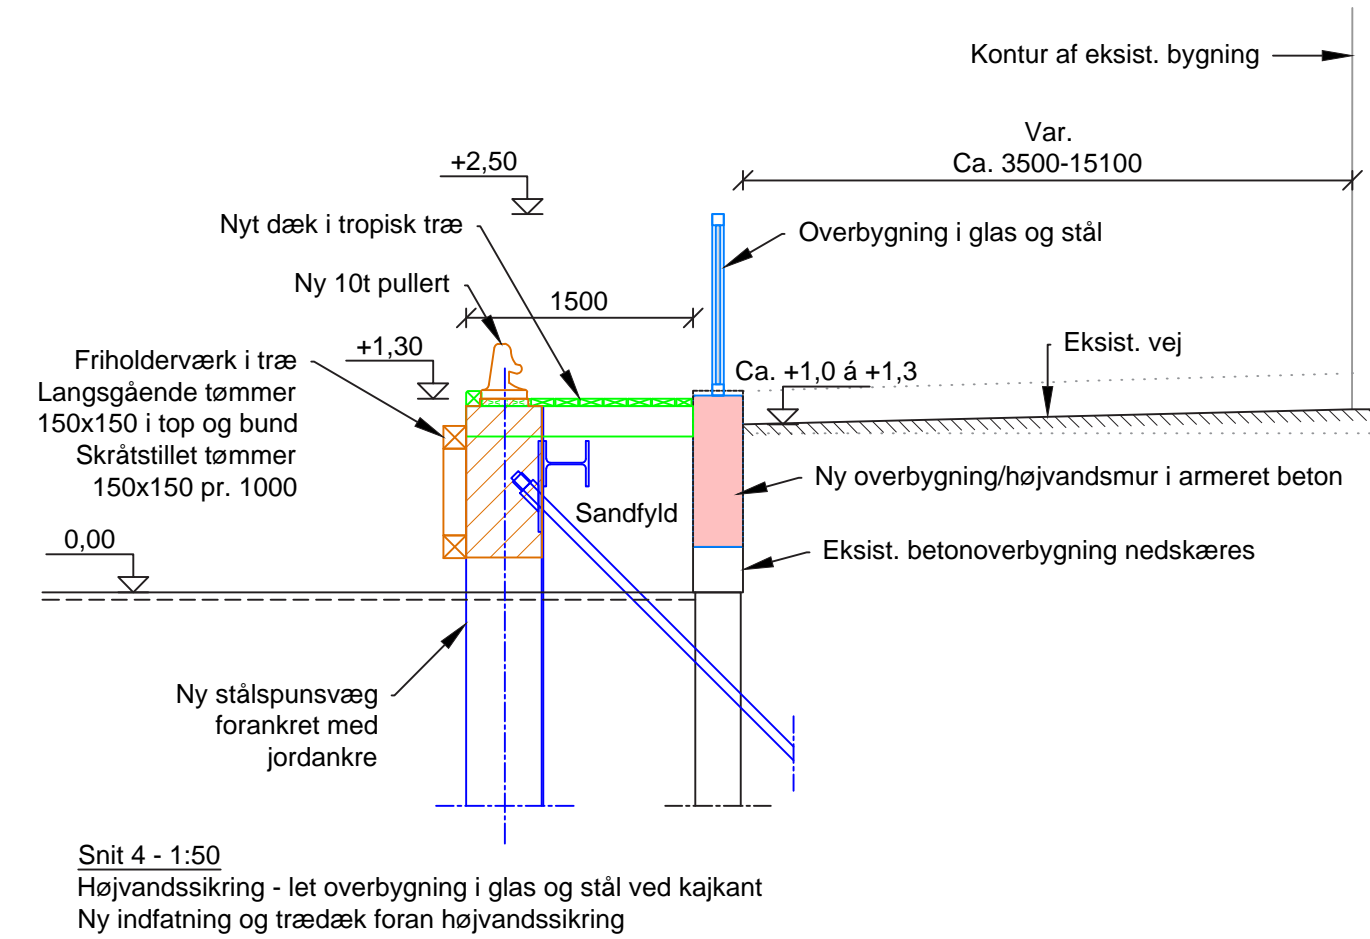 Kontur af eksist. bygning
Var.
Ca. 3500-15100
+2,50
Nyt dæk i tropisk træ
Overbygning i glas og stål
Ny 10t pullert
1500
+1,30
Eksist. vej
Friholderværk i træ
Langsgående tømmer
150x150 i top og bund
Skråtstillet tømmer
150x150 pr. 1000
Ca. +1,0 á +1,3
Ny overbygning/højvandsmur i armeret beton
Sandfyld
0,00
Eksist. betonoverbygning nedskæres
Ny stålspunsvæg
forankret med
jordankre
Snit 4 - 1:50
Højvandssikring - let overbygning i glas og stål ved kajkant
Ny indfatning og trædæk foran højvandssikring